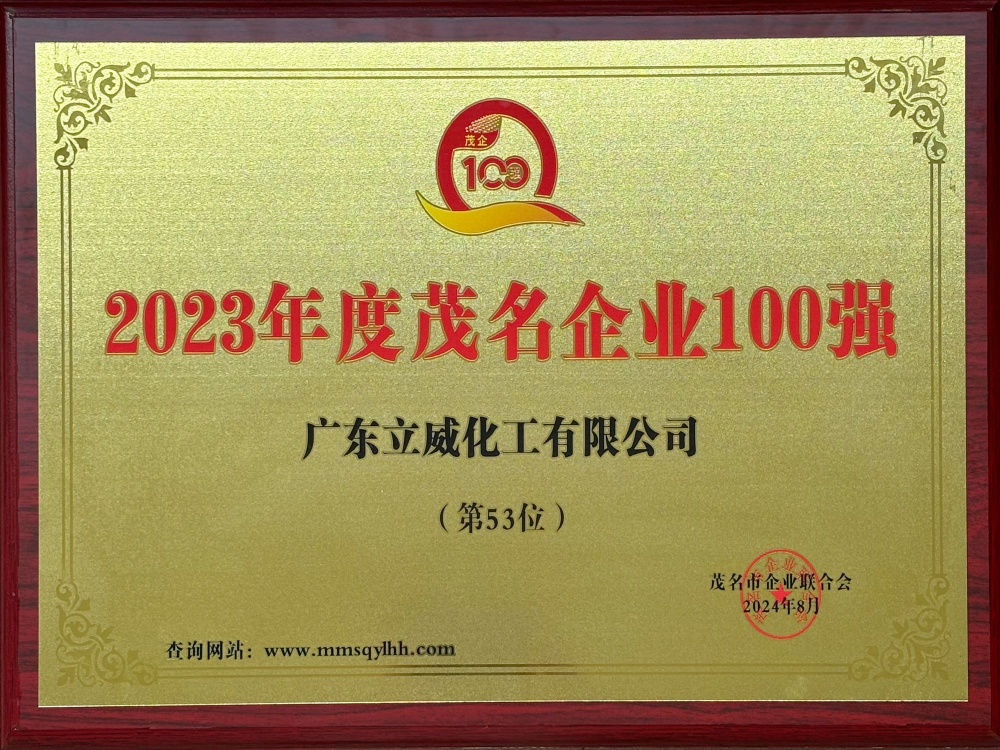 茂企
100
2023年度茂名企业100强
广东立威化工有限公司
（第53位）
茂名市企业联合会
2024年8月
查询网站：www.mmsqylhh.com